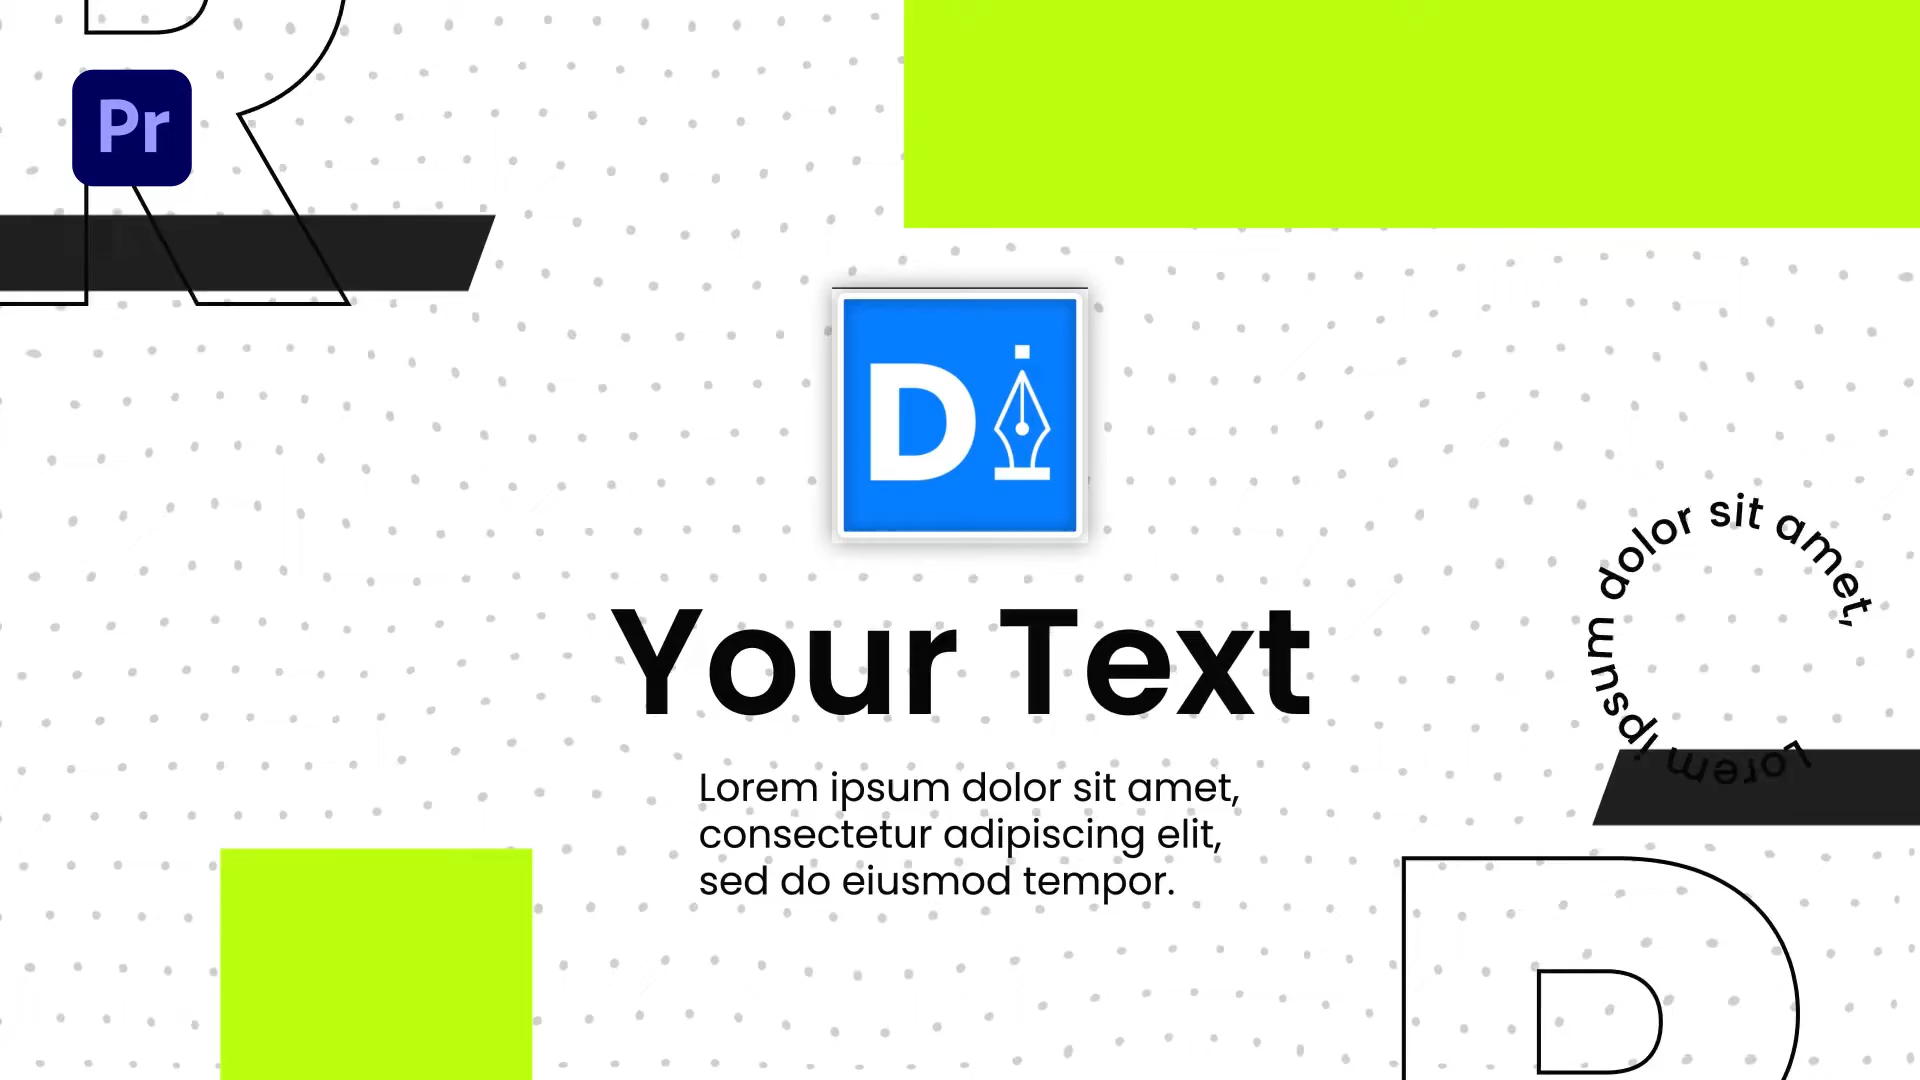 R
Pr
Di
Your Text
Lorem ipsum dolor sit amet,
Lorem ipsum dolor sit amet,
consectetur adipiscing elit,
sed do eiusmod tempor.